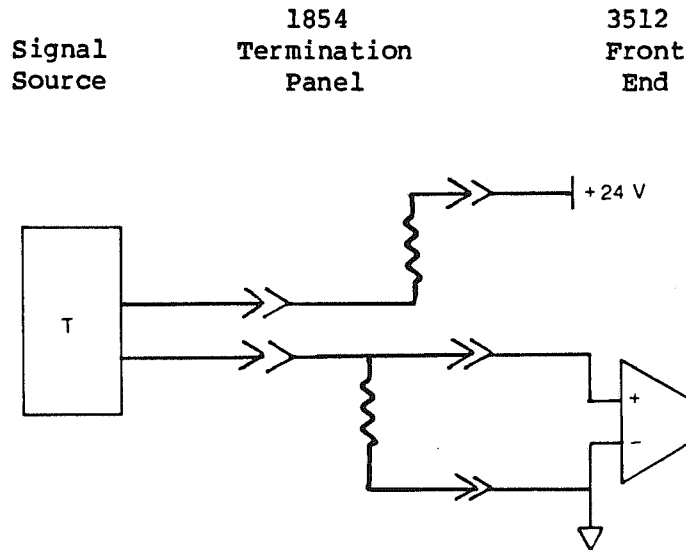 1854 3512
Signal Termination Front
Source Panel End
+24 V
T
+
-